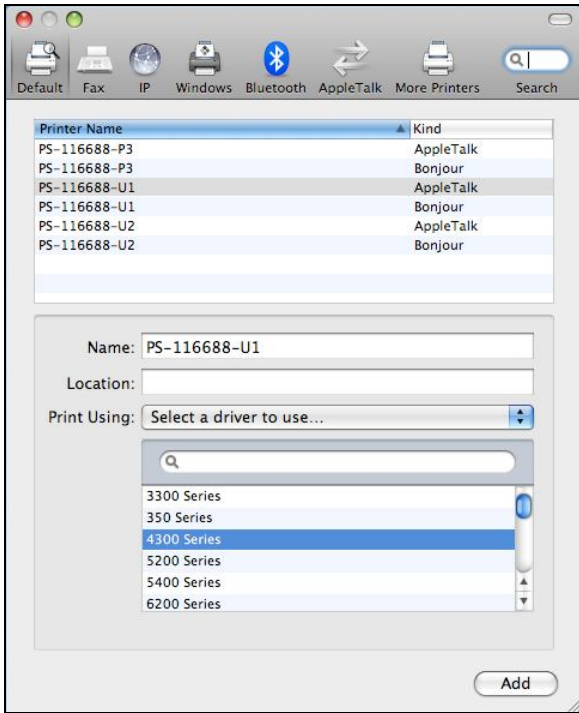 Default Fax IP Windows Bluetooth AppleTalk More Printers Search
Printer Name Kind
PS-116688-P3 AppleTalk
PS-116688-P3 Bonjour
PS-116688-U1 AppleTalk
PS-116688-U1 Bonjour
PS-116688-U2 AppleTalk
PS-116688-U2 Bonjour
Name: PS-116688-U1
Location:
Print Using: Select a driver to use...
3300 Series
350 Series
4300 Series
5200 Series
5400 Series
6200 Series
Add